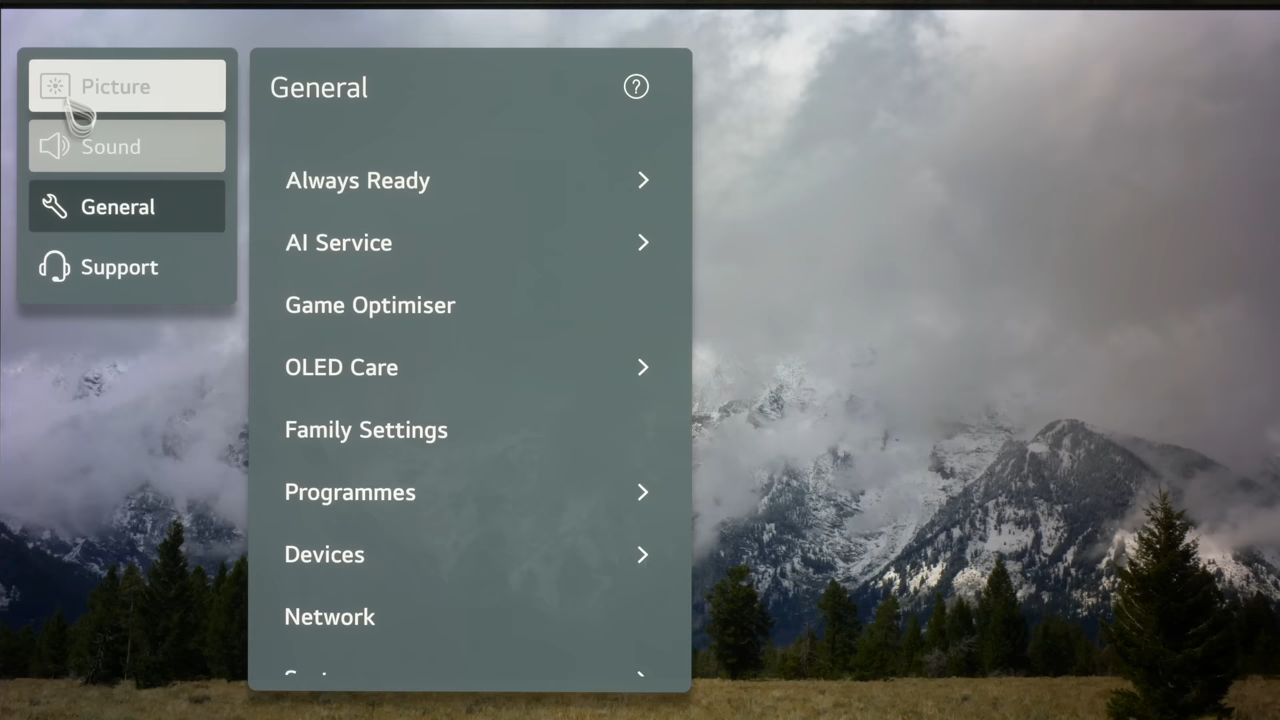 Picture
Sound
General
Support
General
?
Always Ready
AI Service
Game Optimiser
OLED Care
Family Settings
Programmes
Devices
Network